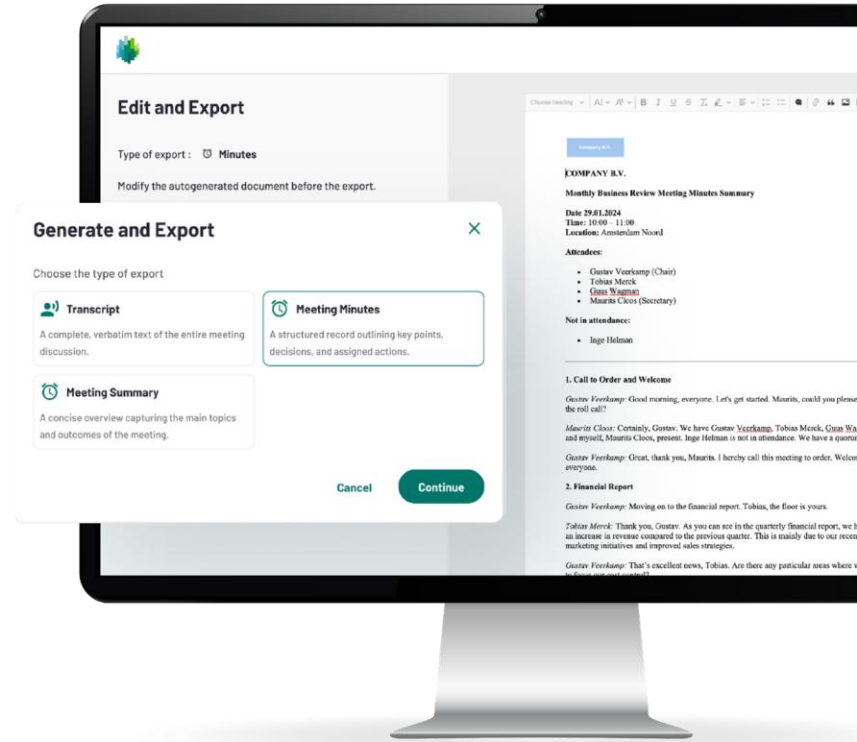 Edit and Export
Type of export : Minutes
Modify the autogenerated document before the export.
Generate and Export
Choose the type of export
Transcript
A complete, verbatim text of the entire meeting
discussion.
Meeting Minutes
A structured record outlining key points,
decisions, and assigned actions.
Meeting Summary
A concise overview capturing the main topics
and outcomes of the meeting.
Cancel
Continue
Choose heading
B I U S
Company B.V.
COMPANY B.V.
Monthly Business Review Meeting Minutes Summary
Date 29.01.2024
Time: 10:00 – 11:00
Location: Amsterdam Noord
Attendees:
• Gustav Veerkamp (Chair)
• Tobias Merck
• Guus Wagman
• Maurits Cloos (Secretary)
Not in attendance:
• Inge Helman
1. Call to Order and Welcome
Gustav Veerkamp: Good morning, everyone. Let's get started. Maurits, could you please
the roll call?
Maurits Cloos: Certainly, Gustav. We have Gustav Veerkamp, Tobias Merck, Guus Wa
and myself, Maurits Cloos, present. Inge Helman is not in attendance. We have a quorum
Gustav Veerkamp: Great, thank you, Maurits. I hereby call this meeting to order. Welcom
everyone.
2. Financial Report
Gustav Veerkamp: Moving on to the financial report. Tobias, the floor is yours.
Tobias Merck: Thank you, Gustav. As you can see in the quarterly financial report, we h
an increase in revenue compared to the previous quarter. This is mainly due to our recen
marketing initiatives and improved sales strategies.
Gustav Veerkamp: That's excellent news, Tobias. Are there any particular areas where w
to focus our cost control?